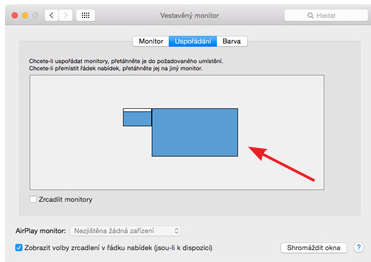 Vestavěný monitor
Hledat
Monitor Uspořádání Barva
Chcete-li uspořádat monitory, přetáhněte je do požadovaného umístění.
Chcete-li přemístit řádek nabídek, přetáhněte jej na jiný monitor.
Zrcadlit monitory
AirPlay monitor: Nezjištěna žádná zařízení
Zobrazit volby zrcadlení v řádku nabídek (jsou-li k dispozici) Shromáždit okna ?